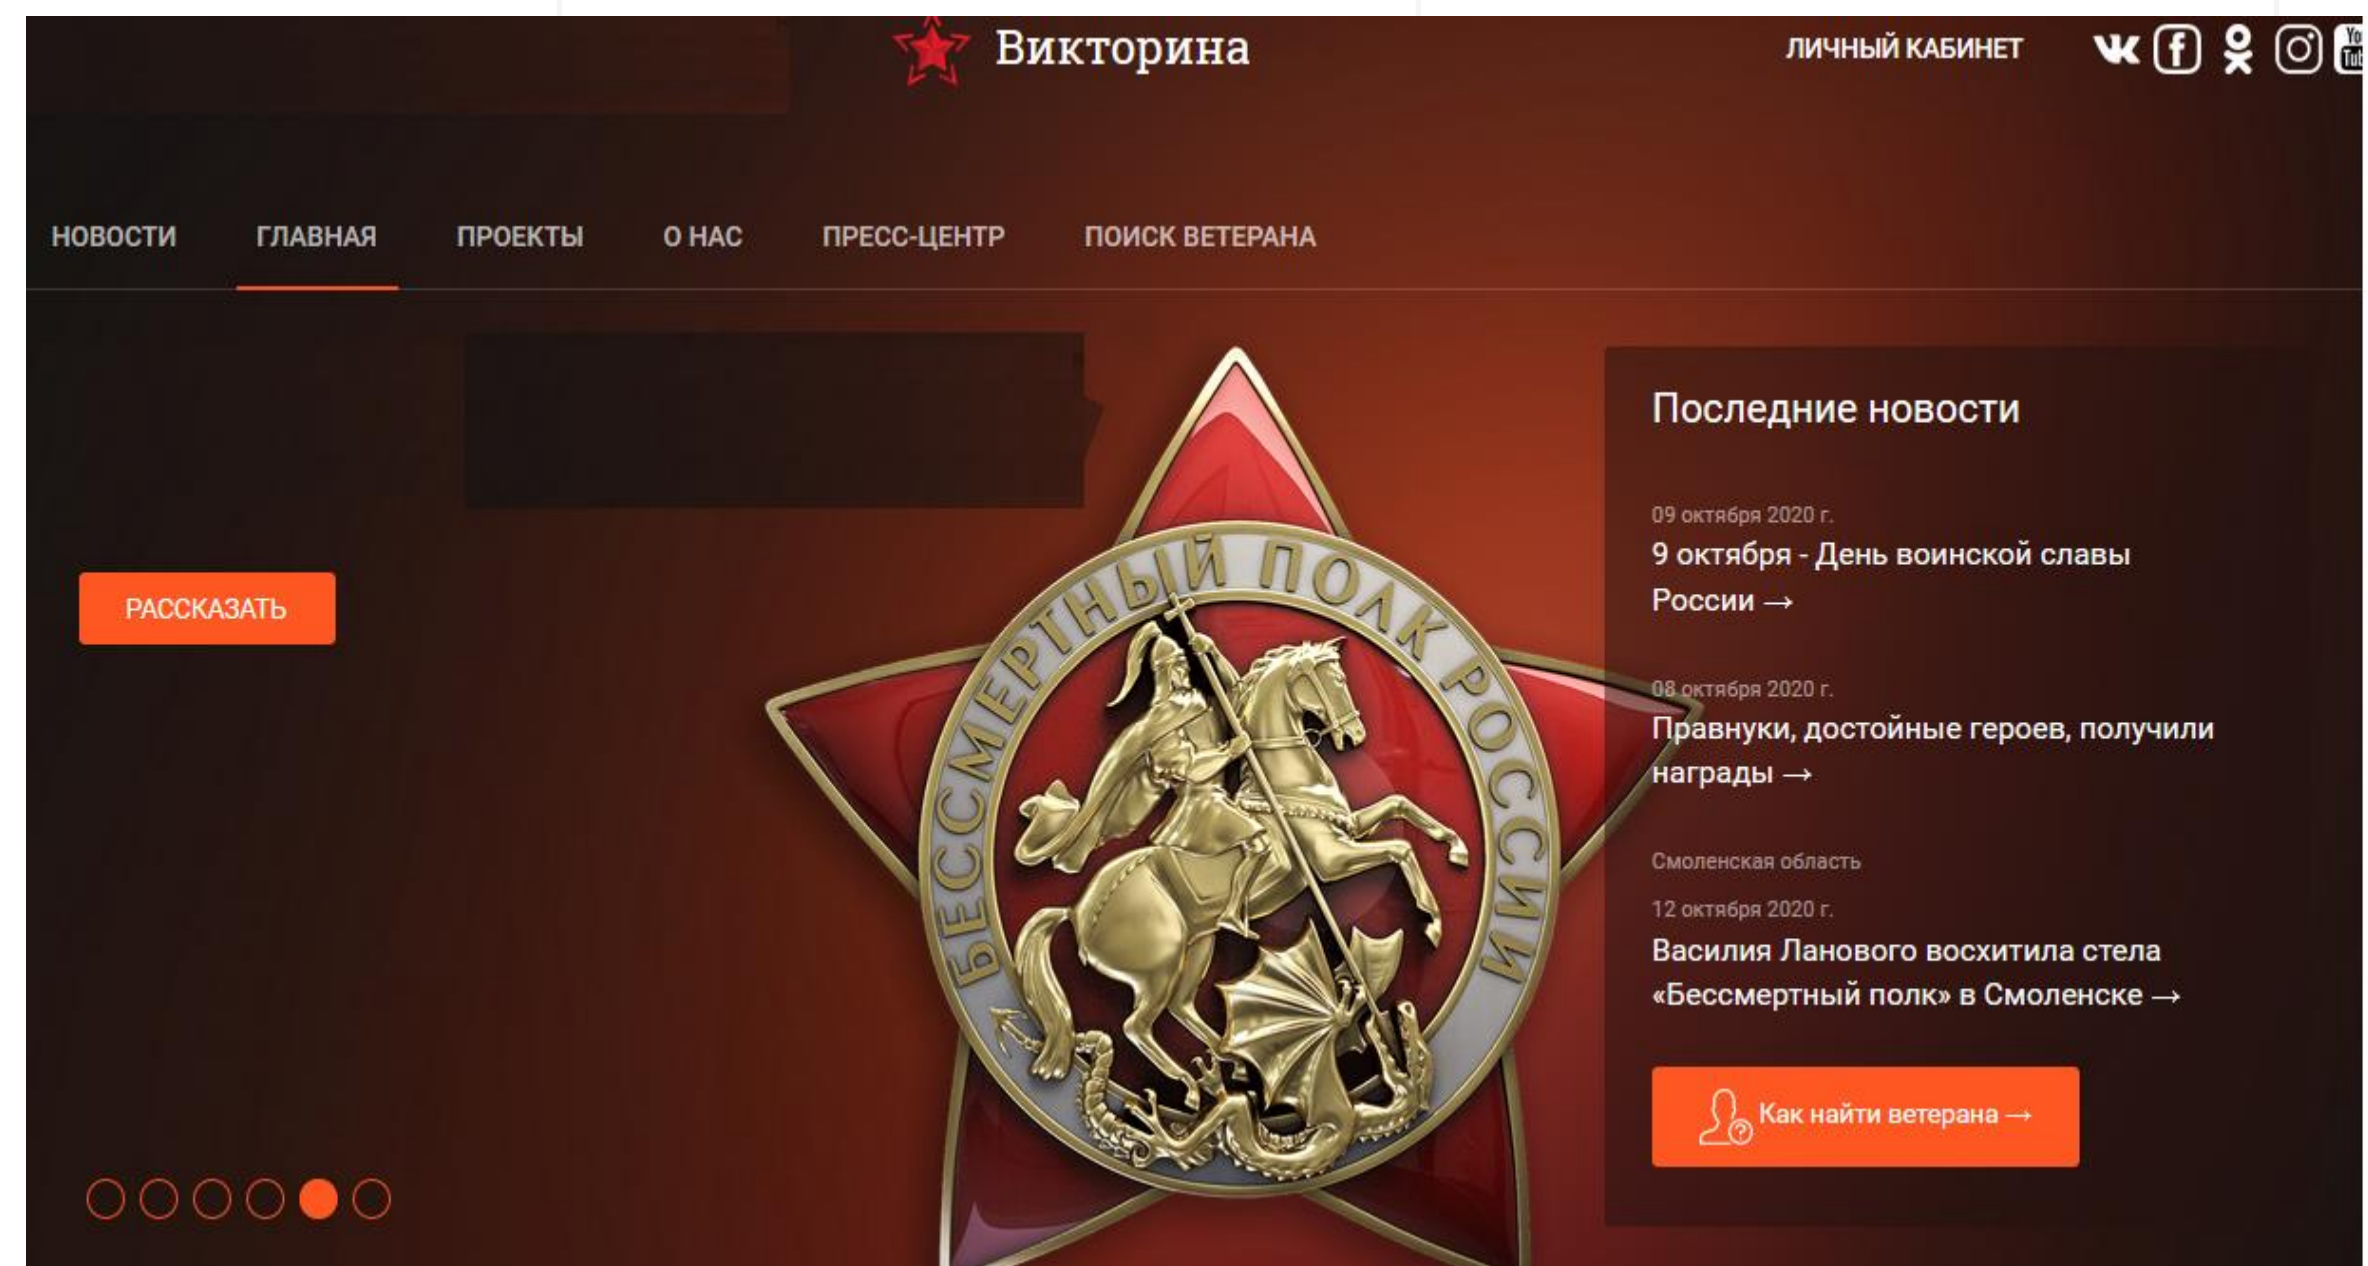 Викторина
ЛИЧНЫЙ КАБИНЕТ
You
Tub
НОВОСТИ ГЛАВНАЯ ПРОЕКТЫ О НАС ПРЕСС-ЦЕНТР ПОИСК ВЕТЕРАНА
РАССКАЗАТЬ
БЕССМЕРТНЫЙ ПОЛК РОССИИ
Последние новости
09 октября 2020 г.
9 октября - День воинской славы
России →
08 октября 2020 г.
Правнуки, достойные героев, получили
награды →
Смоленская область
12 октября 2020 г.
Василия Ланового восхитила стела
«Бессмертный полк» в Смоленске →
Как найти ветерана →